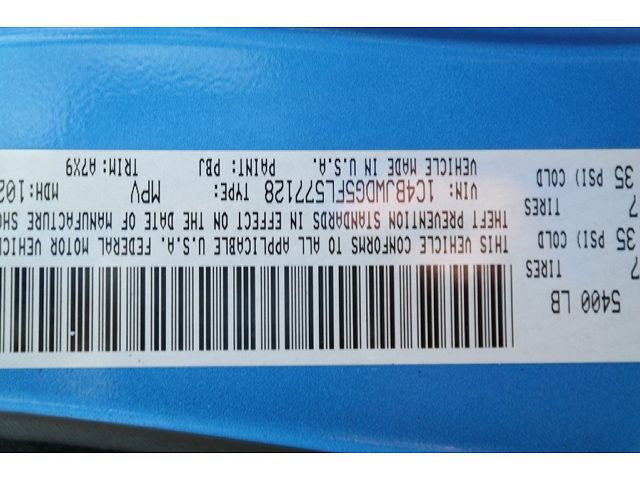 5400 LB
TIRES 7
35 PSI) COLD
TIRES 7
35 PSI) COLD
THIS VEHICLE CONFORMS TO ALL APPLICABLE U.S.A. FEDERAL MOTOR VEHIC
THEFT PREVENTION STANDARDS IN EFFECT ON THE DATE OF MANUFACTURE SHO
VIN: 1C4BJWDG5FL577128 TYPE: MPV MDH:102
VEHICLE MADE IN U.S.A. PAINT: PBJ TRIM: A7X9